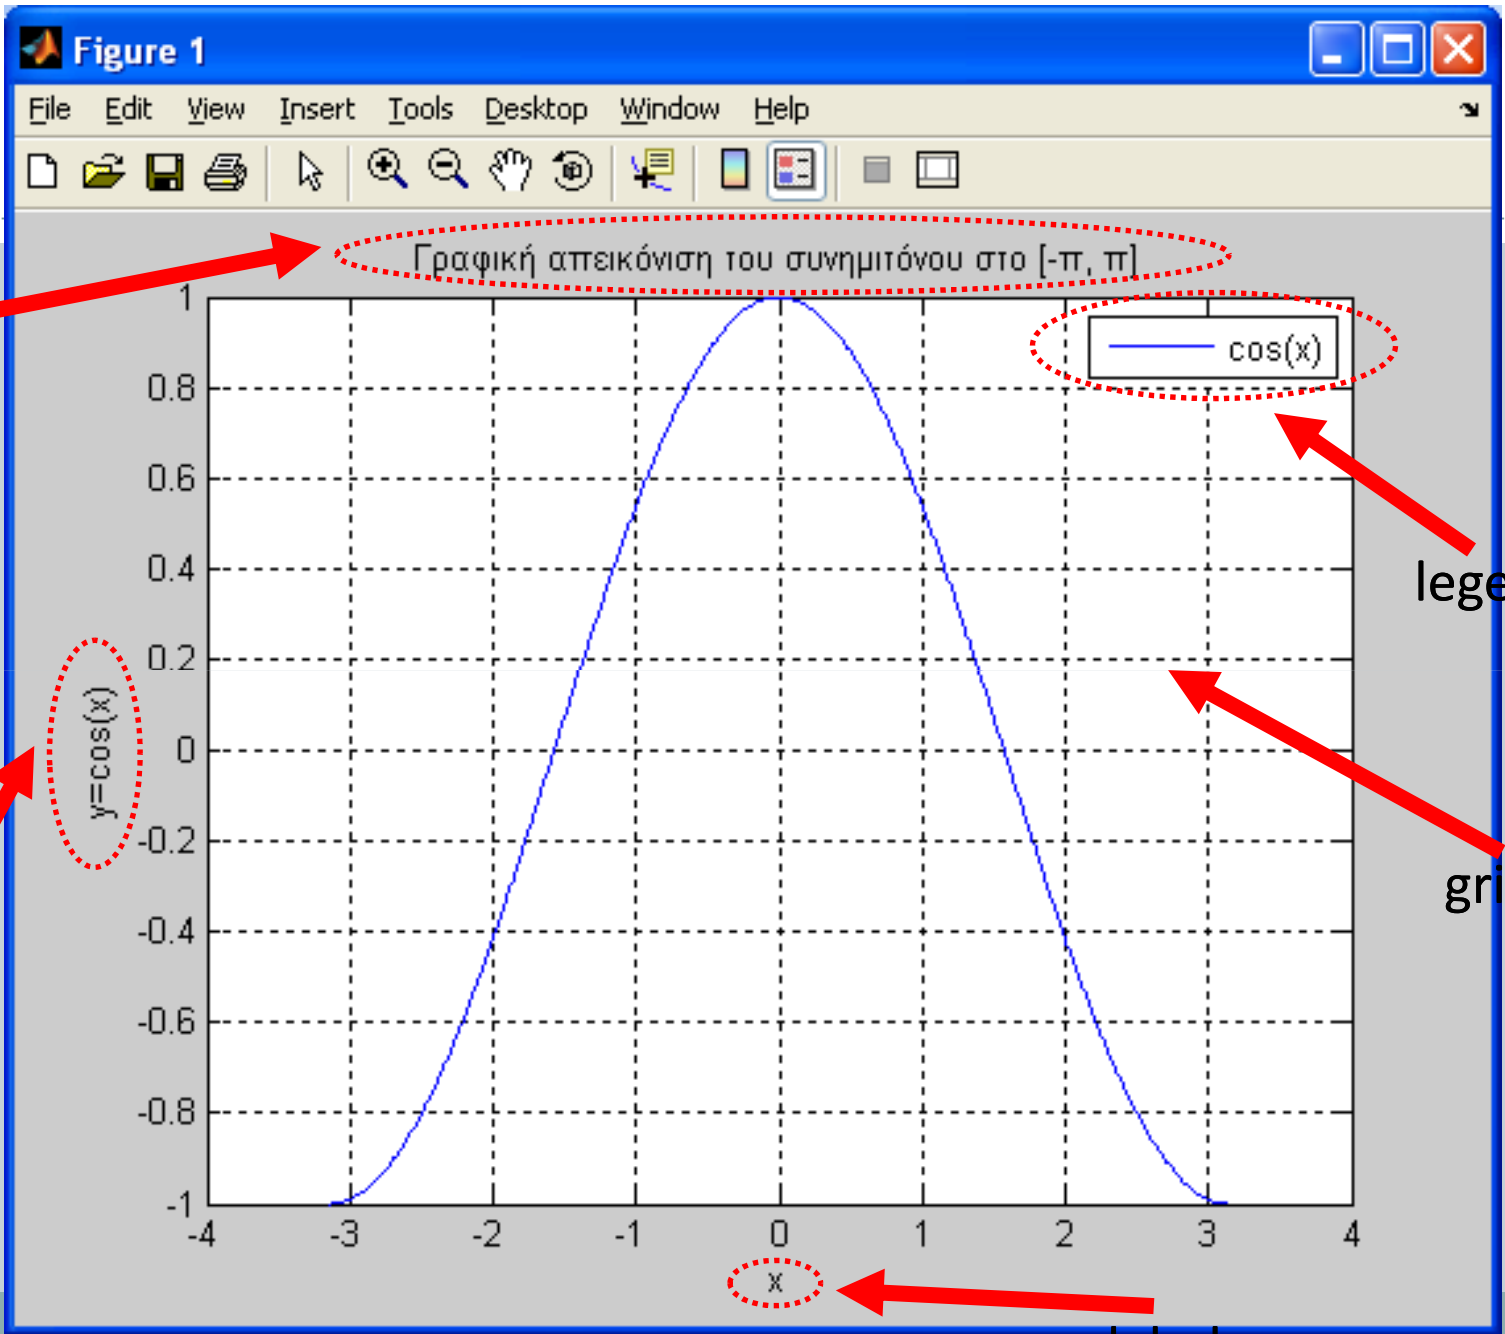 Figure 1
File Edit View Insert Tools Desktop Window Help
Γραφική απεικόνιση του συνημιτόνου στο [-π, π]
cos(x)
1
0.8
0.6
0.4
0.2
0
-0.2
-0.4
-0.6
-0.8
-1
y=cos(x)
-4 -3 -2 -1 0 1 2 3 4
x
lege
gri